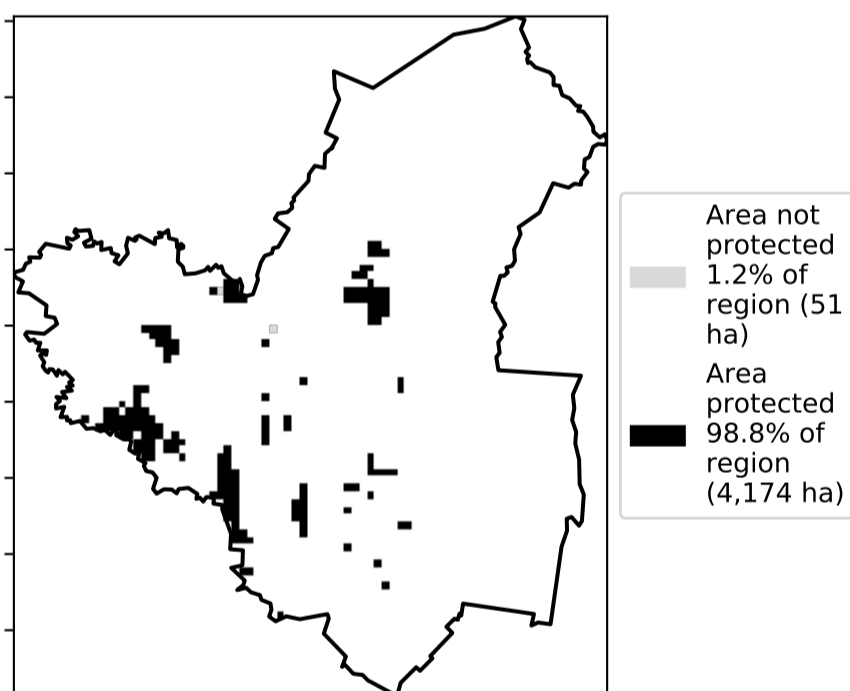 Area not
protected
1.2% of
region (51
ha)
Area
protected
98.8% of
region
(4,174 ha)